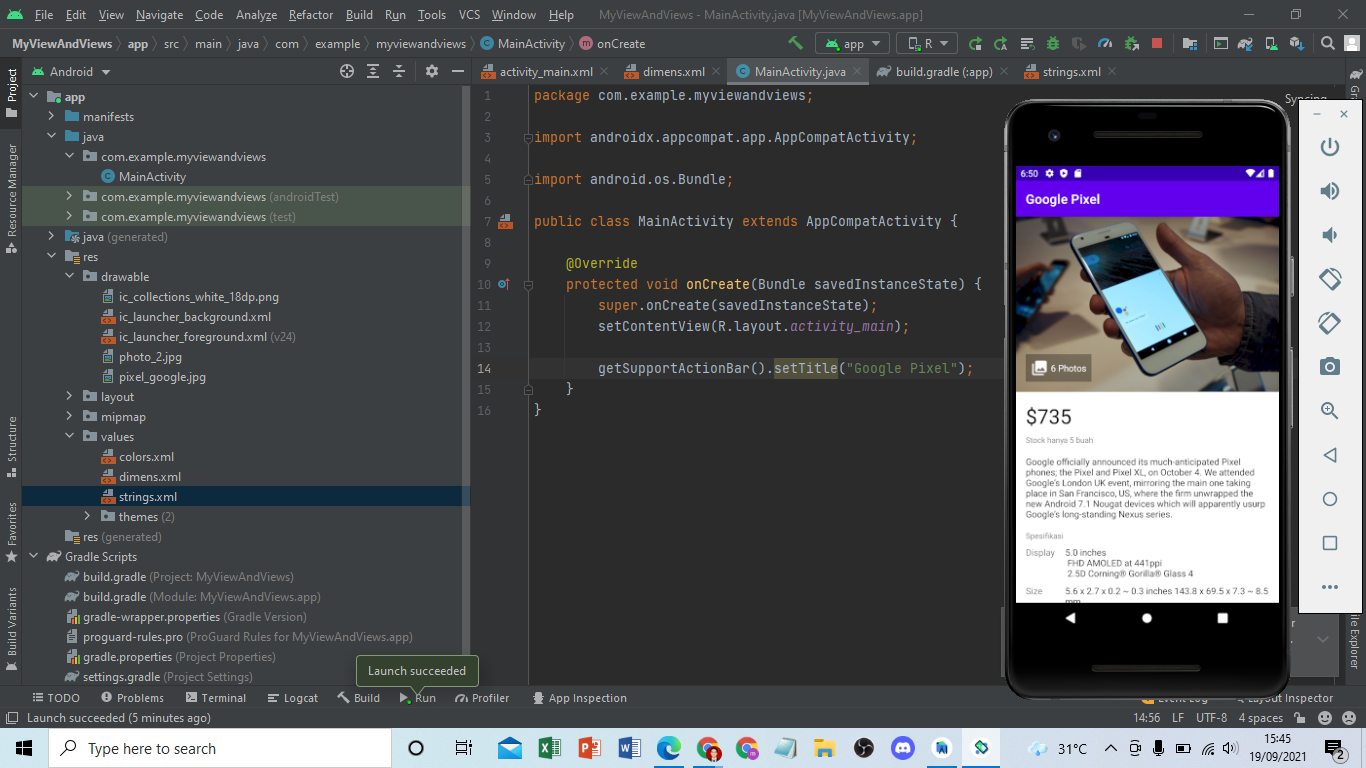 File Edit View Navigate Code Analyze Refactor Build Run Tools VCS Window Help MyViewAndViews - MainActivity.java [MyViewAndViews.app]
MyViewAndViews app src main java com example myviewandviews MainActivity onCreate app R
Android
activity_main.xml dimens.xml MainActivity.java build.gradle (:app) strings.xml
Project
Resource Manager
Structure
Favorites
Build Variants
app
manifests
java
com.example.myviewandviews
MainActivity
com.example.myviewandviews (androidTest)
com.example.myviewandviews (test)
java (generated)
res
drawable
ic_collections_white_18dp.png
ic_launcher_background.xml
ic_launcher_foreground.xml (v24)
photo_2.jpg
pixel_google.jpg
layout
mipmap
values
colors.xml
dimens.xml
strings.xml
themes (2)
res (generated)
Gradle Scripts
build.gradle (Project: MyViewAndViews)
build.gradle (Module: MyViewAndViews.app)
gradle-wrapper.properties (Gradle Version)
proguard-rules.pro (ProGuard Rules for MyViewAndViews.app)
gradle.properties (Project Properties)
settings.gradle (Project Settings)
1 package com.example.myviewandviews;
2
3 import androidx.appcompat.app.AppCompatActivity;
4
5 import android.os.Bundle;
6
7 public class MainActivity extends AppCompatActivity {
8
9 @Override
10 protected void onCreate(Bundle savedInstanceState) {
11 super.onCreate(savedInstanceState);
12 setContentView(R.layout.activity_main);
13
14 getSupportActionBar().setTitle("Google Pixel");
15 }
16 }
6:50
Google Pixel
6 Photos
$735
Stock hanya 5 buah
Google officially announced its much-anticipated Pixel
phones; the Pixel and Pixel XL, on October 4. We attended
Google's London UK event, mirroring the main one taking
place in San Francisco, US, where the firm unwrapped the
new Android 7.1 Nougat devices which will apparently usurp
Google's long-standing Nexus series.
Spesifikasi
Display 5.0 inches
FHD AMOLED at 441ppi
2.5D Corning® Gorilla® Glass 4
Size 5.6 x 2.7 x 0.2 ~ 0.3 inches 143.8 x 69.5 x 7.3 ~ 8.5
mm
Launch succeeded
TODO Problems Terminal Logcat Build Run Profiler App Inspection Event Log Layout Inspector
Launch succeeded (5 minutes ago) 14:56 LF UTF-8 4 spaces
Type here to search
31°C
15:45
19/09/2021
2